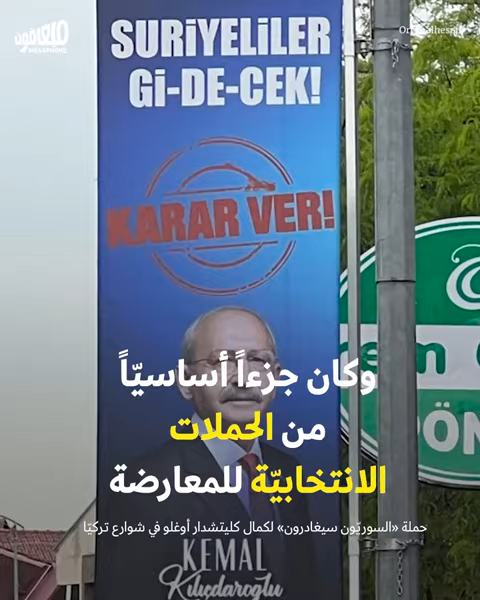 SURİYELİLER
Gİ-DE-CEK!
KARAR VER!
وكان جزءاً أساسيّاً
من الحملات
الانتخابيّة للمعارضة
حملة «السوريّون سيغادرون» لكمال كليتشدار أوغلو في شوارع تركيّا
KEMAL
Kılıçdaroğlu